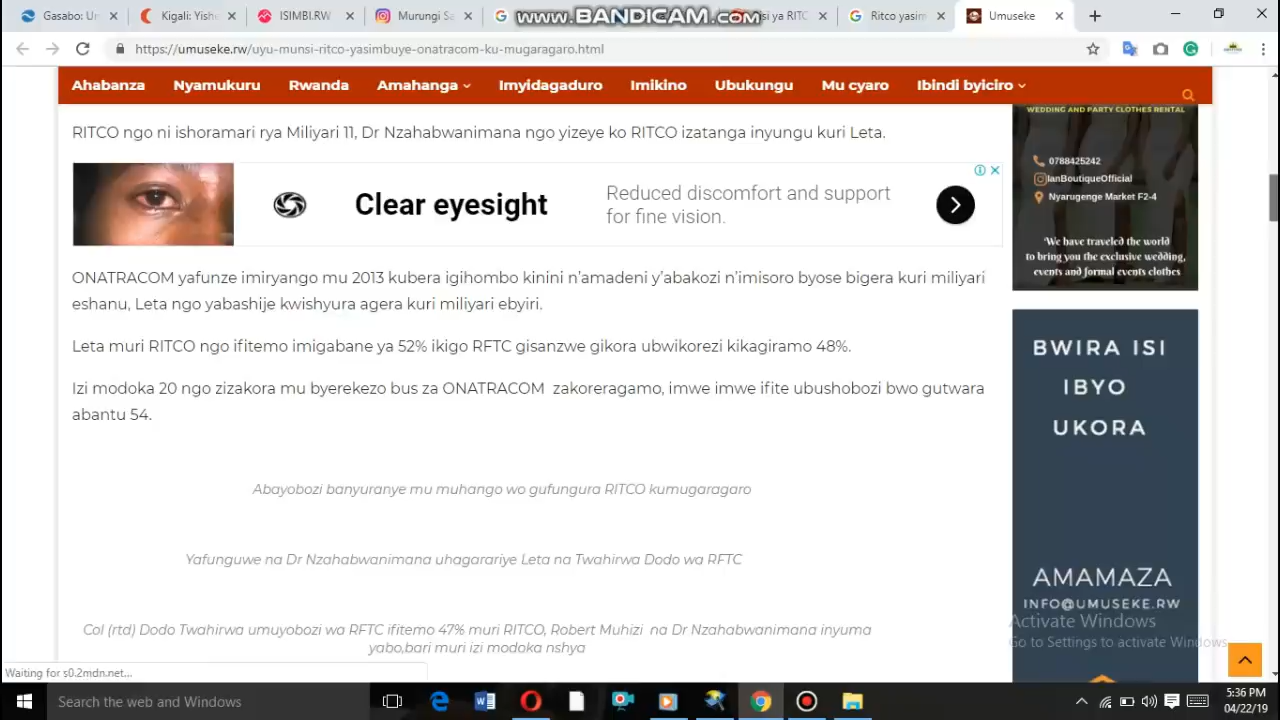 Gasabo: U
Kigali: Yishe
ISIMBI.RW
Murungi Sa
www.BANDICAM.com
si ya RITC
Ritco yasim
Umuseke
https://umuseke.rw/uyu-munsi-ritco-yasimbuye-onatracom-ku-mugaragaro.html
Ahabanza Nyamukuru Rwanda Amahanga Imyidagaduro Imikino Ubukungu Mu cyaro Ibindi byiciro
RITCO ngo ni ishoramari rya Miliyari 11, Dr Nzahabwanimana ngo yizeye ko RITCO izatanga inyungu kuri Leta.
Clear eyesight
Reduced discomfort and support
for fine vision.
ONATRACOM yafunze imiryango mu 2013 kubera igihombo kinini n'amadeni y'abakozi n'imisoro byose bigera kuri miliyari
eshanu, Leta ngo yabashije kwishyura agera kuri miliyari ebyiri.
Leta muri RITCO ngo ifitemo imigabane ya 52% ikigo RFTC gisanzwe gikora ubwikorezi kikagiramo 48%.
Izi modoka 20 ngo zizakora mu byerekezo bus za ONATRACOM zakoreragamo, imwe imwe ifite ubushobozi bwo gutwara
abantu 54.
Abayobozi banyuranye mu muhango wo gufungura RITCO kumugaragaro
Yafunguwe na Dr Nzahabwanimana uhagarariye Leta na Twahirwa Dodo wa RFTC
Col (rtd) Dodo Twahirwa umuyobozi wa RFTC ifitemo 47% muri RITCO, Robert Muhizi na Dr Nzahabwanimana inyuma
yabo,bari muri izi modoka nshya
WEDDING AND PARTY CLOTHES RENTAL
0788425242
IanBoutiqueOfficial
Nyarugenge Market F2-4
'We have traveled the world
to bring you the exclusive wedding,
events and formal events clothes
BWIRA ISI
IBYO
UKORA
AMAMAZA
INFO@UMUSEKE.RW
Activate Windows
Go to Settings to activate Windows.
Waiting for s0.2mdn.net...
Search the web and Windows
5:36 PM
04/22/19